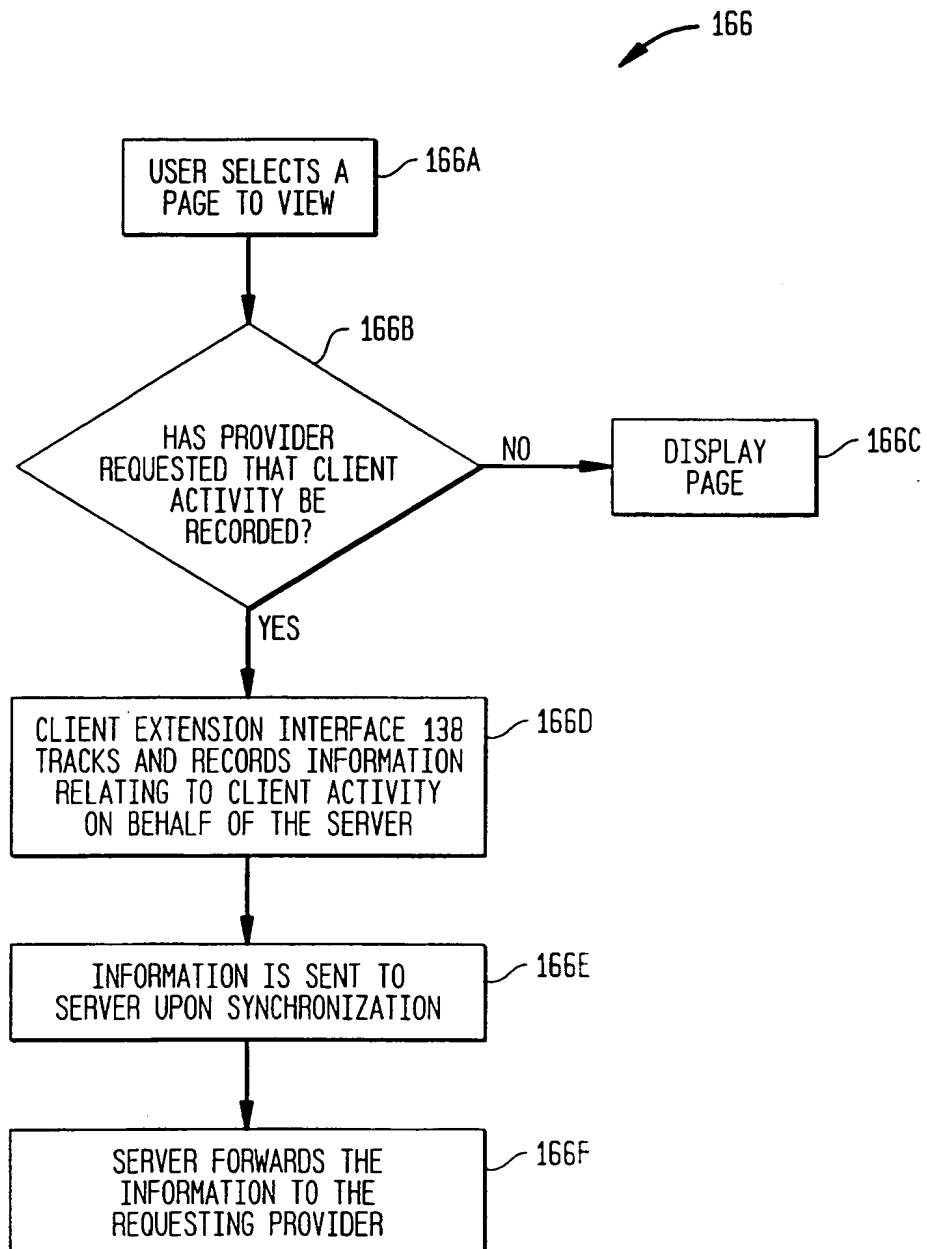 166
USER SELECTS A
PAGE TO VIEW
166A
166B
HAS PROVIDER
REQUESTED THAT CLIENT
ACTIVITY BE
RECORDED?
NO
DISPLAY
PAGE
166C
YES
CLIENT EXTENSION INTERFACE 138
TRACKS AND RECORDS INFORMATION
RELATING TO CLIENT ACTIVITY
ON BEHALF OF THE SERVER
166D
INFORMATION IS SENT TO
SERVER UPON SYNCHRONIZATION
166E
SERVER FORWARDS THE
INFORMATION TO THE
REQUESTING PROVIDER
166F